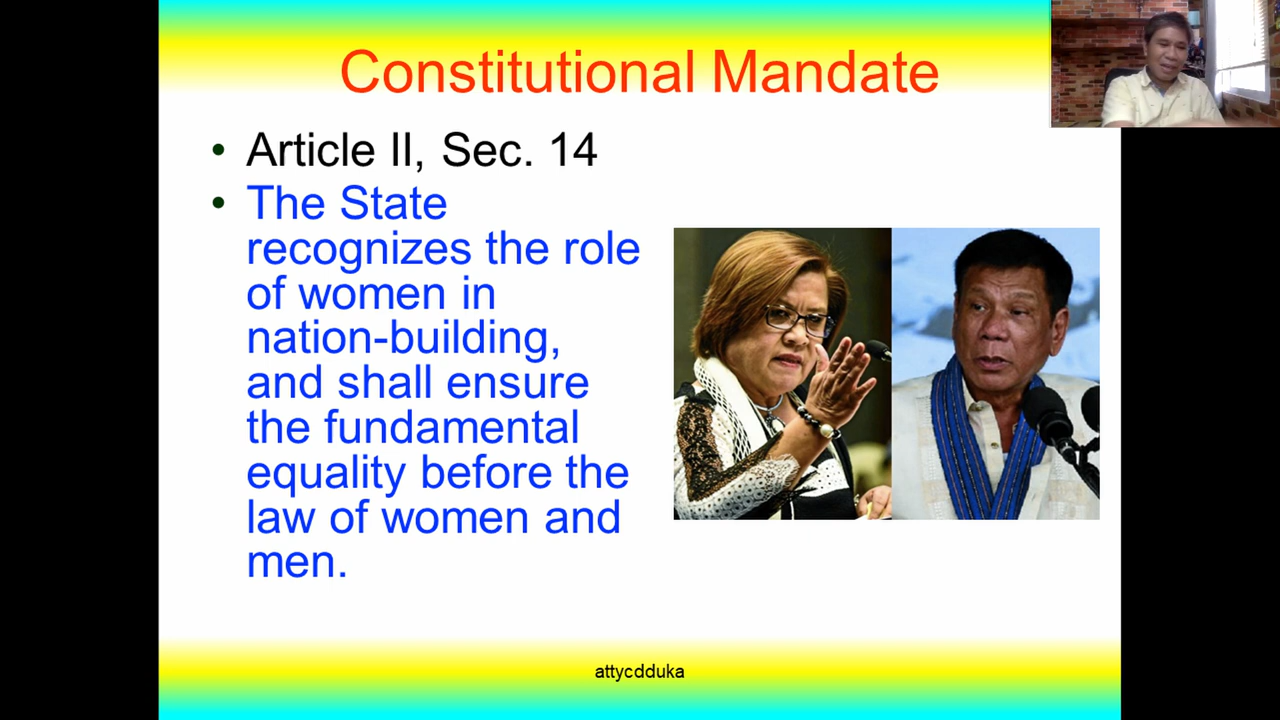 Constitutional Mandate
• Article II, Sec. 14
• The State
recognizes the role
of women in
nation-building,
and shall ensure
the fundamental
equality before the
law of women and
men.
attycdduka